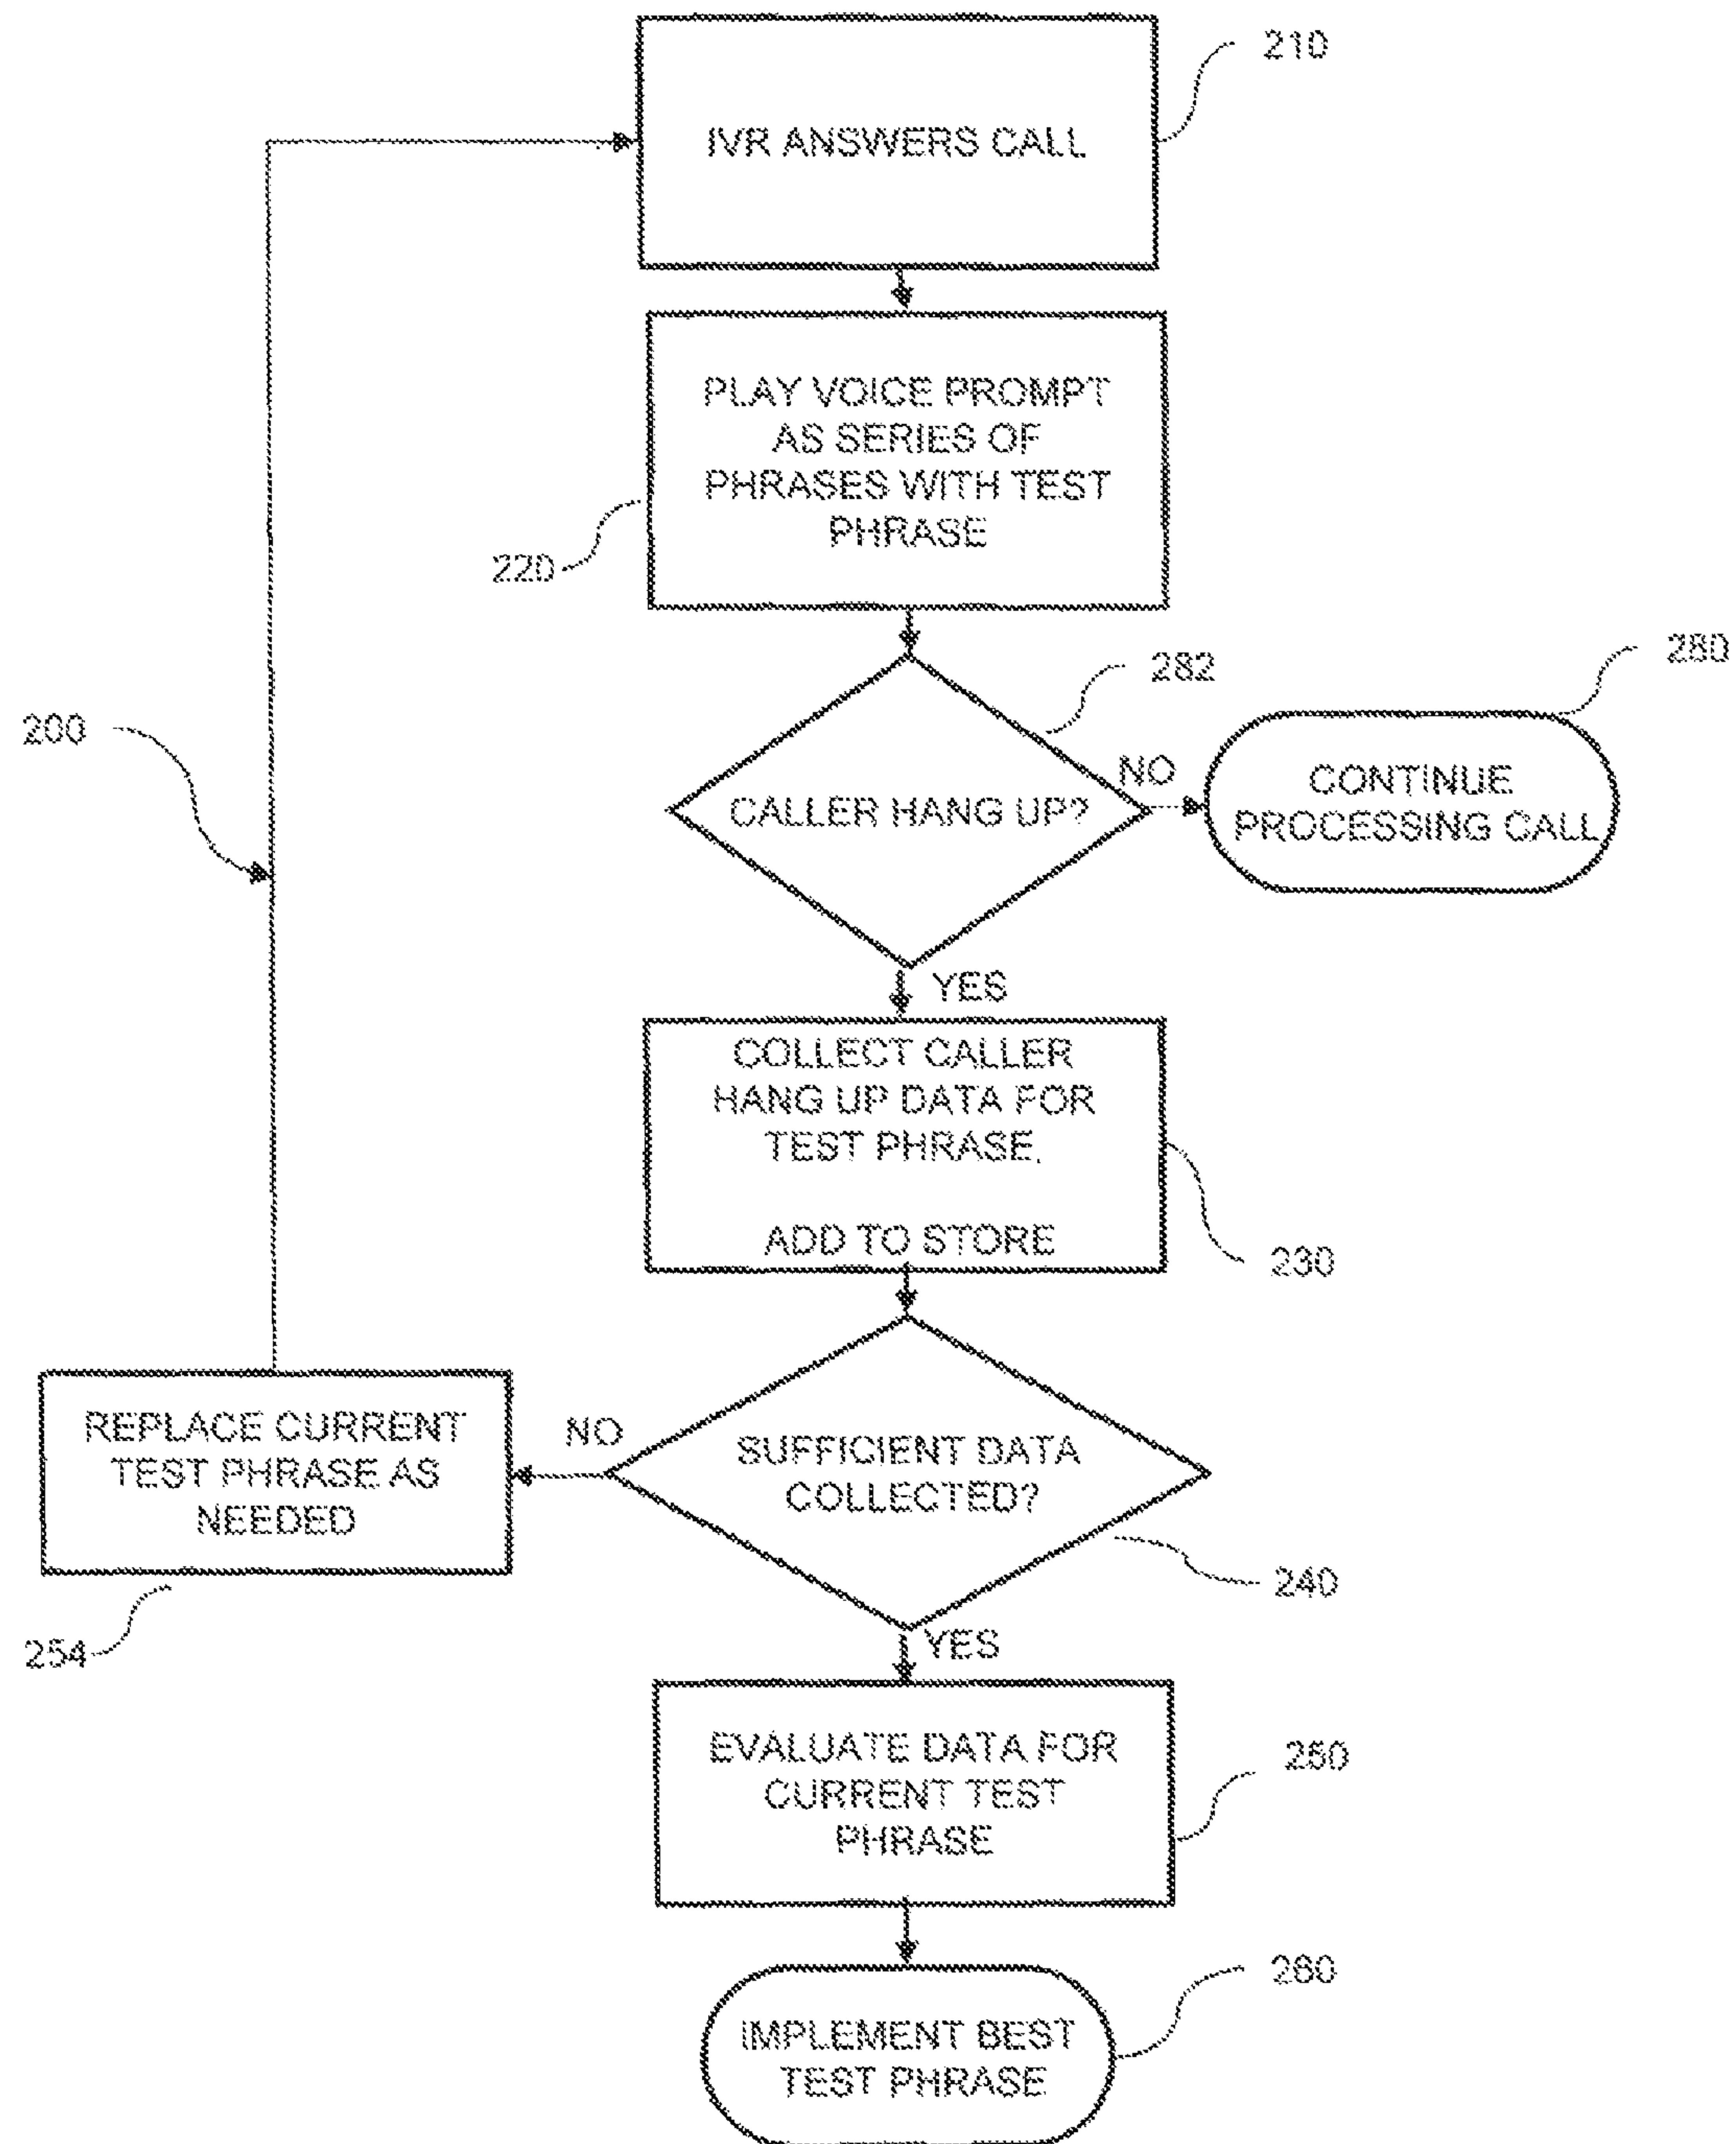 210
IVR ANSWERS CALL
PLAY VOICE PROMPT
AS SERIES OF
PHRASES WITH TEST
PHRASE
220
282
280
200
NO
CALLER HANG UP?
CONTINUE
PROCESSING CALL
YES
COLLECT CALLER
HANG UP DATA FOR
TEST PHRASE.
ADD TO STORE
230
REPLACE CURRENT
TEST PHRASE AS
NEEDED
NO
SUFFICIENT DATA
COLLECTED?
240
254
YES
EVALUATE DATA FOR
CURRENT TEST
PHRASE
250
260
IMPLEMENT BEST
TEST PHRASE